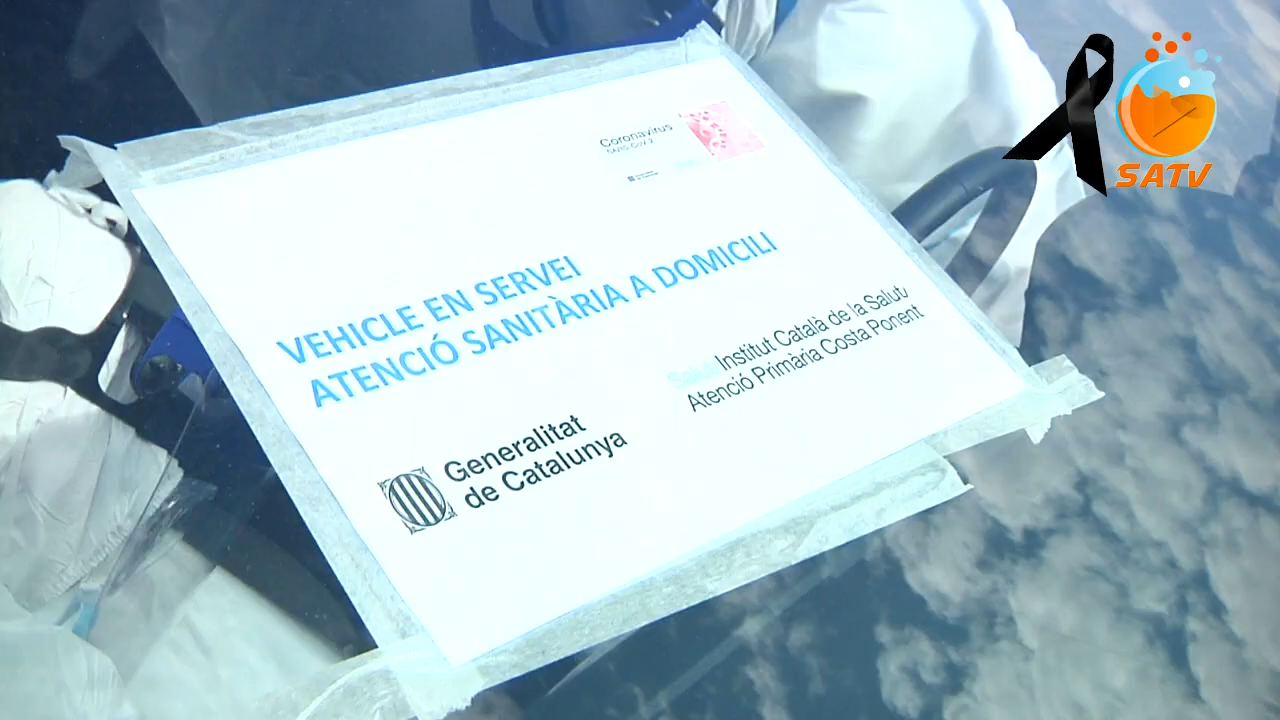 SATV
Coronavirus
SARS-CoV-2
VEHICLE EN SERVEI
ATENCIÓ SANITÀRIA A DOMICILI
Institut Català de la Salut
Atenció Primària Costa Ponent
Generalitat
de Catalunya